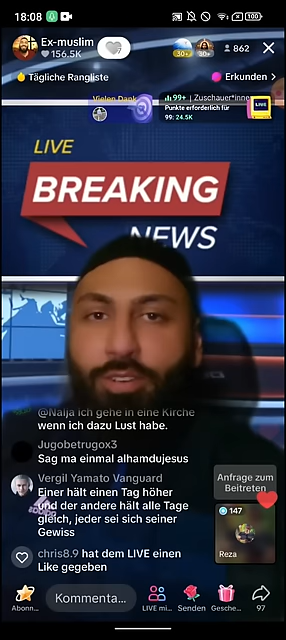 18:08
100
Ex-muslim
156.5K
30+
30+
862
Tägliche Rangliste
Erkunden >
Vielen Dank
99+ | Zuschauer*inne
Punkte erforderlich für
99: 24.5K
LIVE
LIVE
BREAKING
NEWS
@Naija ich gehe in eine Kirche
wenn ich dazu Lust habe.
Jugobetrugox3
Sag ma einmal alhamdujesus
Vergil Yamato Vanguard
Einer hält einen Tag höher
und der andere hält alle Tage
gleich, jeder sei sich seiner
Gewiss
Anfrage zum
Beitreten
147
Reza
chris8.9 hat dem LIVE einen
Like gegeben
Abonn...
Kommenta...
LIVE mi...
Senden
Gesche...
97